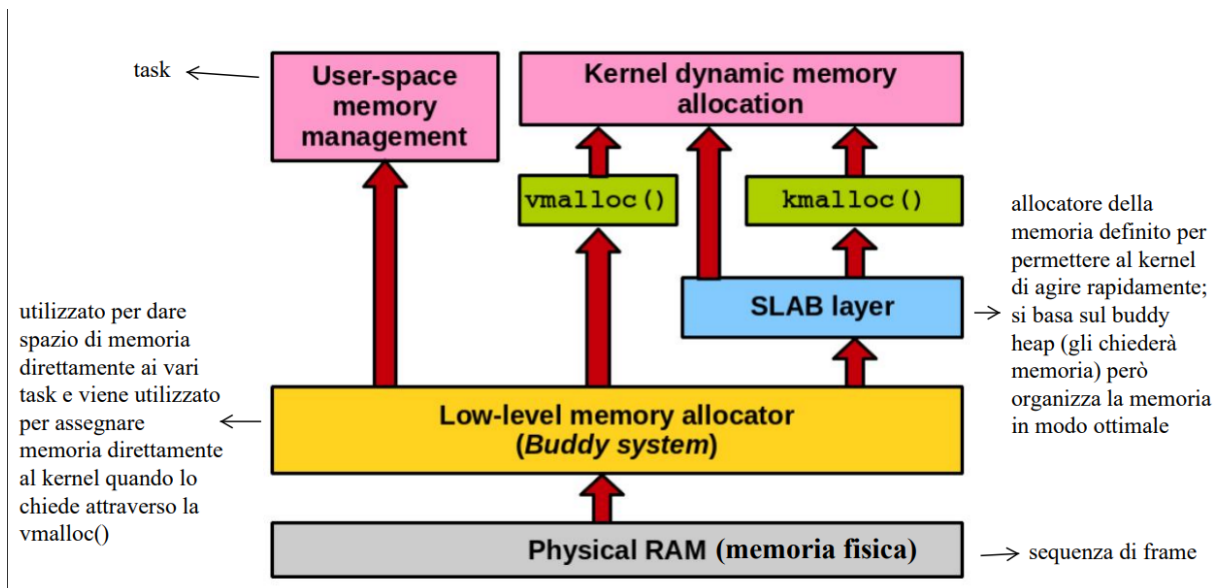 task
User-space
memory
management
Kernel dynamic memory
allocation
vmalloc()
kmalloc()
allocatore della
memoria definito per
permettere al kernel
di agire rapidamente;
si basa sul buddy
heap (gli chiederà
memoria) però
organizza la memoria
in modo ottimale
SLAB layer
utilizzato per dare
spazio di memoria
direttamente ai vari
task e viene utilizzato
per assegnare
memoria direttamente
al kernel quando lo
chiede attraverso la
vmalloc()
Low-level memory allocator
(Buddy system)
Physical RAM (memoria fisica)
sequenza di frame